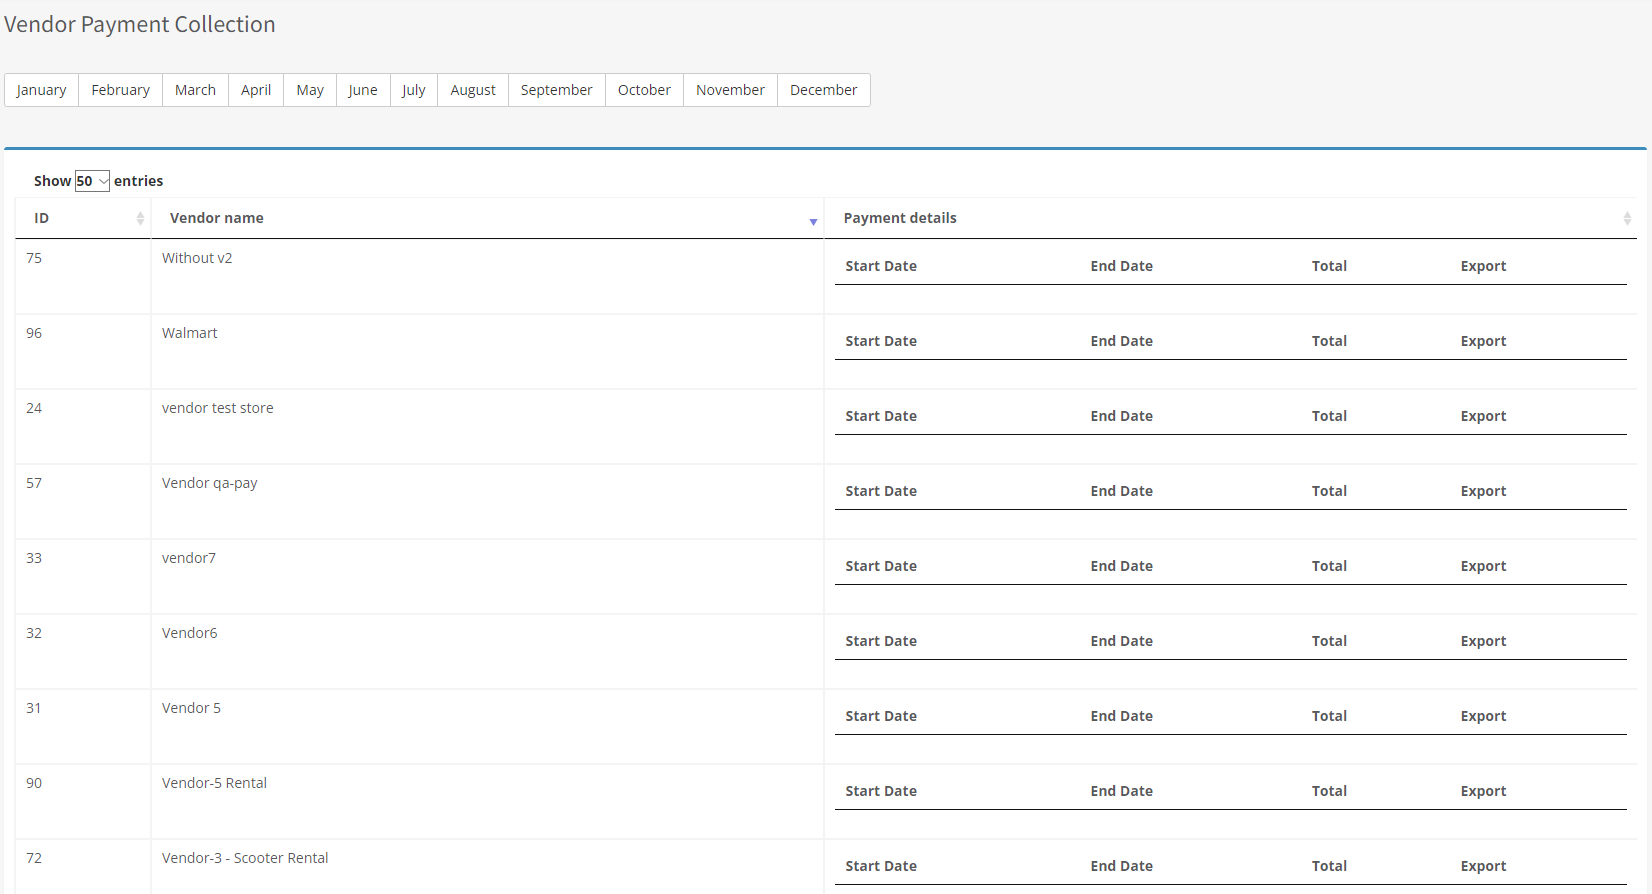 Vendor Payment Collection
January February March April May June July August September October November December
Show 50 entries
ID Vendor name Payment details
75 Without v2 Start Date End Date Total Export
96 Walmart Start Date End Date Total Export
24 vendor test store Start Date End Date Total Export
57 Vendor qa-pay Start Date End Date Total Export
33 vendor7 Start Date End Date Total Export
32 Vendor6 Start Date End Date Total Export
31 Vendor 5 Start Date End Date Total Export
90 Vendor-5 Rental Start Date End Date Total Export
72 Vendor-3 - Scooter Rental Start Date End Date Total Export